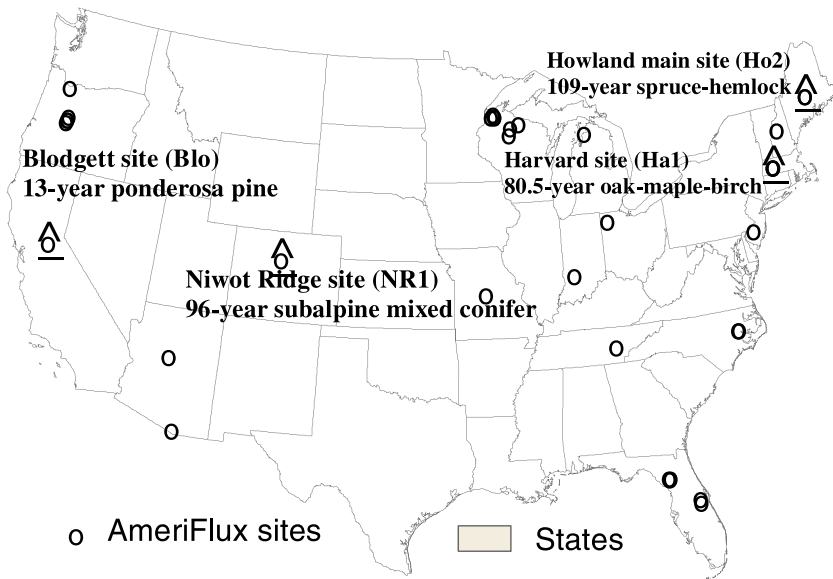 Howland main site (Ho2)
109-year spruce-hemlock
Blodgett site (Blo)
13-year ponderosa pine
Harvard site (Ha1)
80.5-year oak-maple-birch
Niwot Ridge site (NR1)
96-year subalpine mixed conifer
o AmeriFlux sites
States